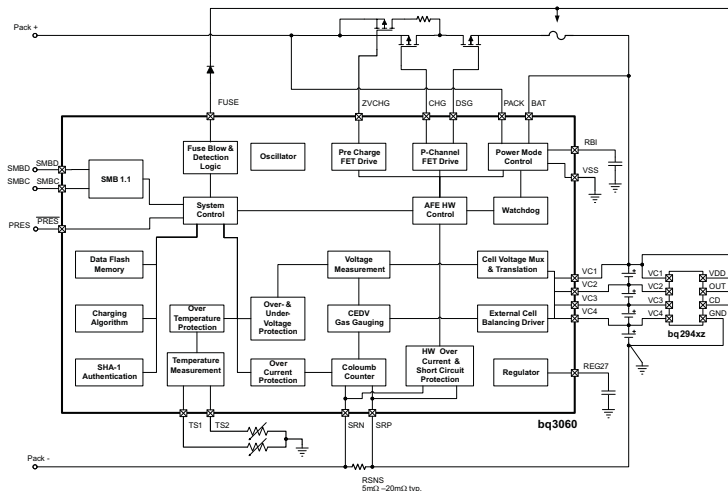 Pack +
FUSE
ZVCHG
CHG
DSG
PACK
BAT
Fuse Blow &
Detection
Logic
Oscillator
Pre Charge
FET Drive
P-Channel
FET Drive
Power Mode
Control
RBI
VSS
SMBD
SMBD
SMBC
SMBC
SMB 1.1
PRES
PRES
System
Control
AFE HW
Control
Watchdog
Data Flash
Memory
Voltage
Measurement
Cell Voltage Mux
& Translation
VC1
VC2
VC3
VC4
VC1
VC2
VC3
VC4
VDD
OUT
CD
GND
bq294xz
Charging
Algorithm
Over
Temperature
Protection
Over- &
Under-
Voltage
Protection
CEDV
Gas Gauging
External Cell
Balancing Driver
SHA-1
Authentication
Temperature
Measurement
Over
Current
Protection
Coloumb
Counter
HW Over
Current &
Short Circuit
Protection
Regulator
REG27
bq3060
TS1
TS2
SRN
SRP
Pack -
RSNS
5mΩ –20mΩ typ.